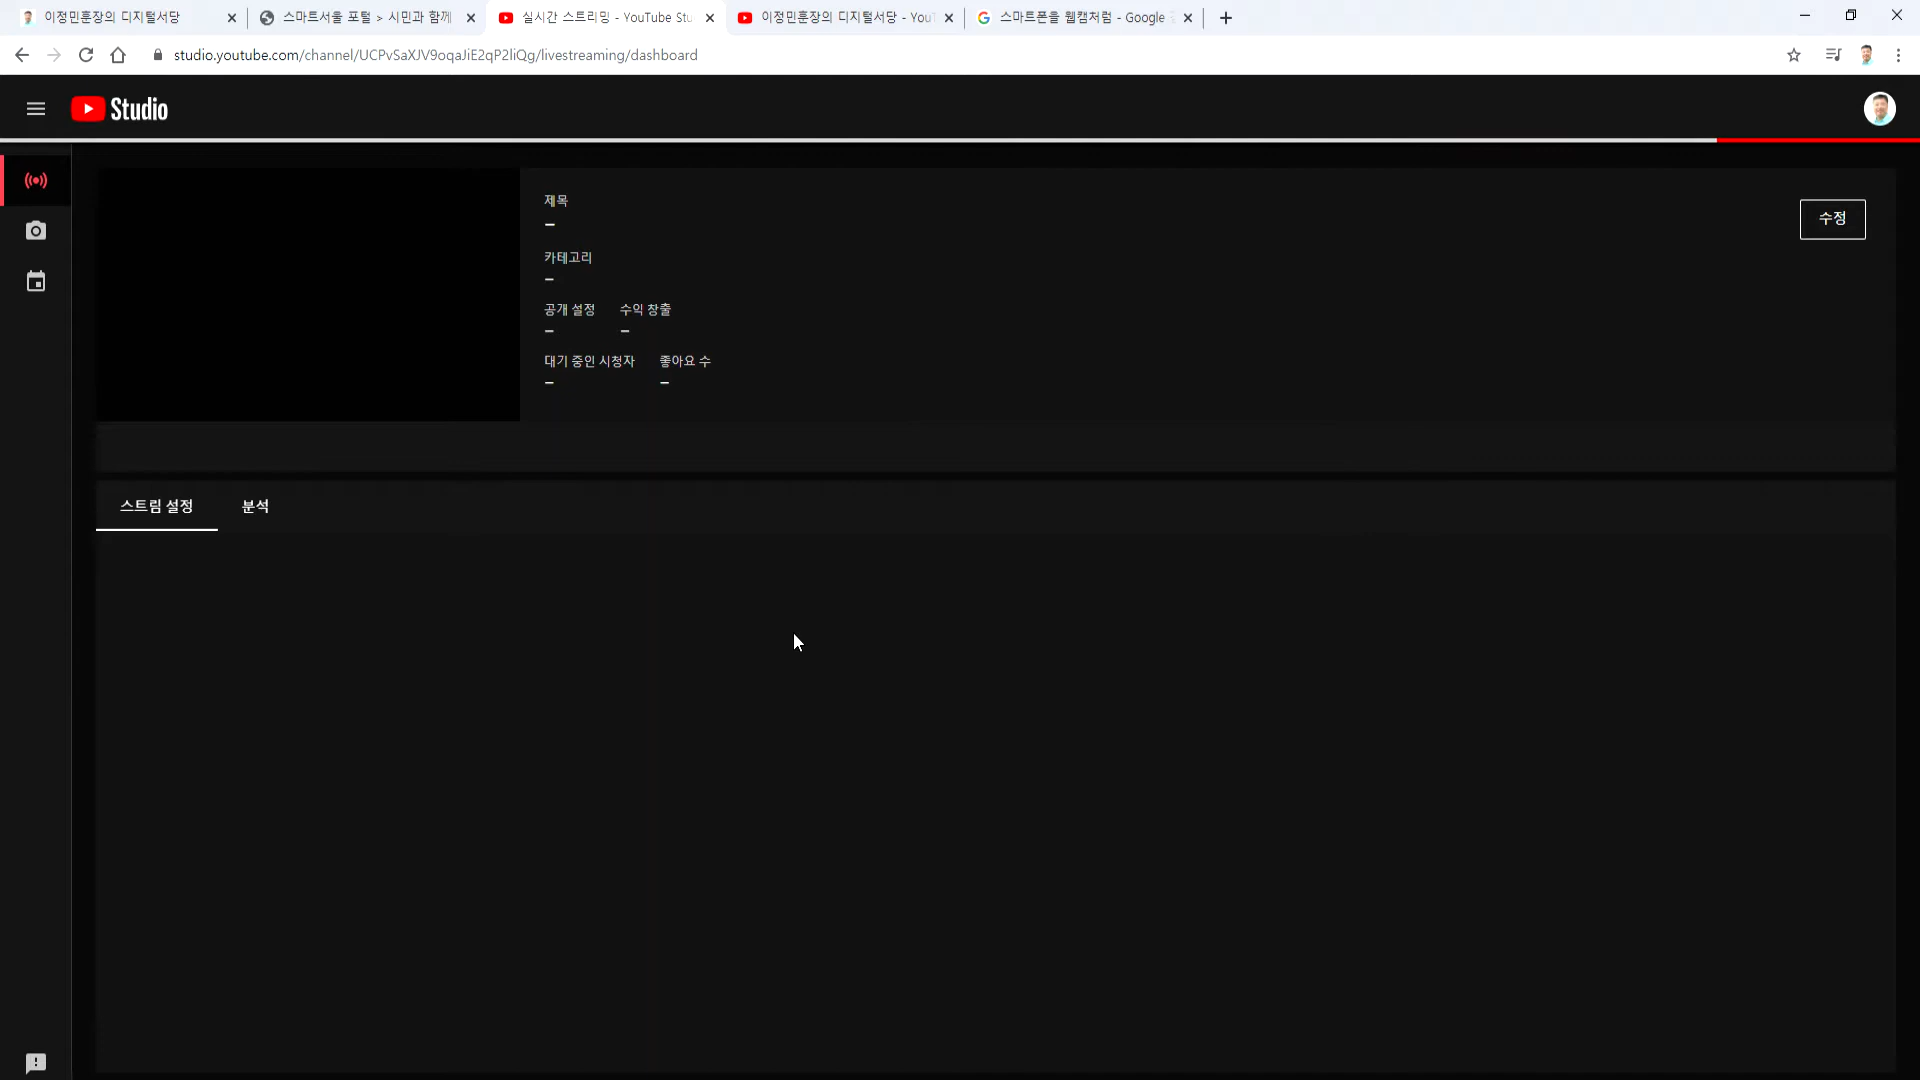 이정민훈장의 디지털서당
스마트서울 포털 > 시민과 함께
실시간 스트리밍 - YouTube Stu
이정민훈장의 디지털서당 - YouT
스마트폰을 웹캠처럼 - Google
studio.youtube.com/channel/UCPvSaXJV9oqaJiE2qP2liQg/livestreaming/dashboard
Studio
제목
–
수정
카테고리
–
공개 설정 수익 창출
– –
대기 중인 시청자 좋아요 수
– –
스트림 설정 분석